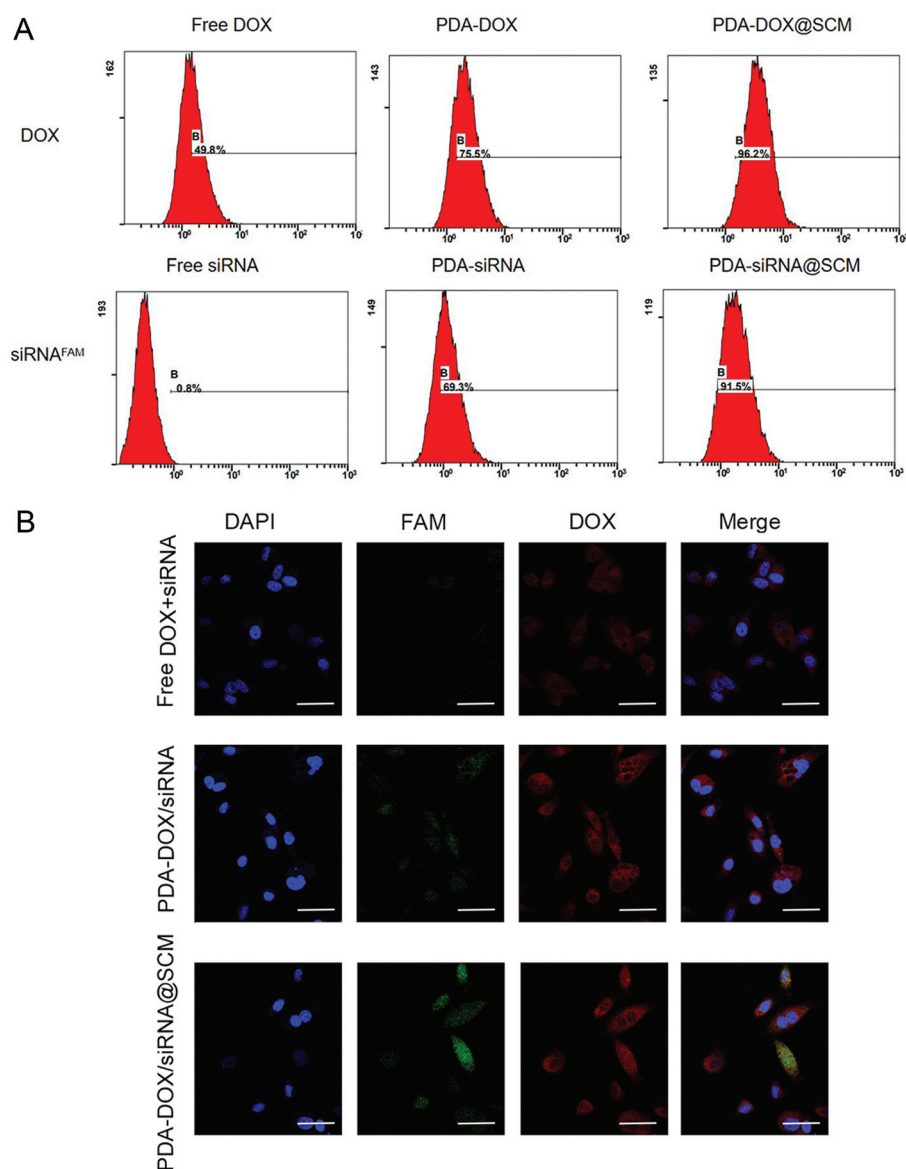 A
Free DOX
PDA-DOX
PDA-DOX@SCM
DOX
162
B
49.8%
10⁰ 10¹ 10² 10
143
B
75.5%
10⁰ 10¹ 10² 10³
135
B
96.2%
10⁰ 10¹ 10² 10³
Free siRNA
PDA-siRNA
PDA-siRNA@SCM
siRNAFAM
193
B
0.8%
10⁰ 10¹ 10² 10³
149
B
69.3%
10⁰ 10¹ 10² 10³
119
B
91.5%
10⁰ 10¹ 10² 10³
B
DAPI
FAM
DOX
Merge
Free DOX+siRNA
PDA-DOX/siRNA
PDA-DOX/siRNA@SCM